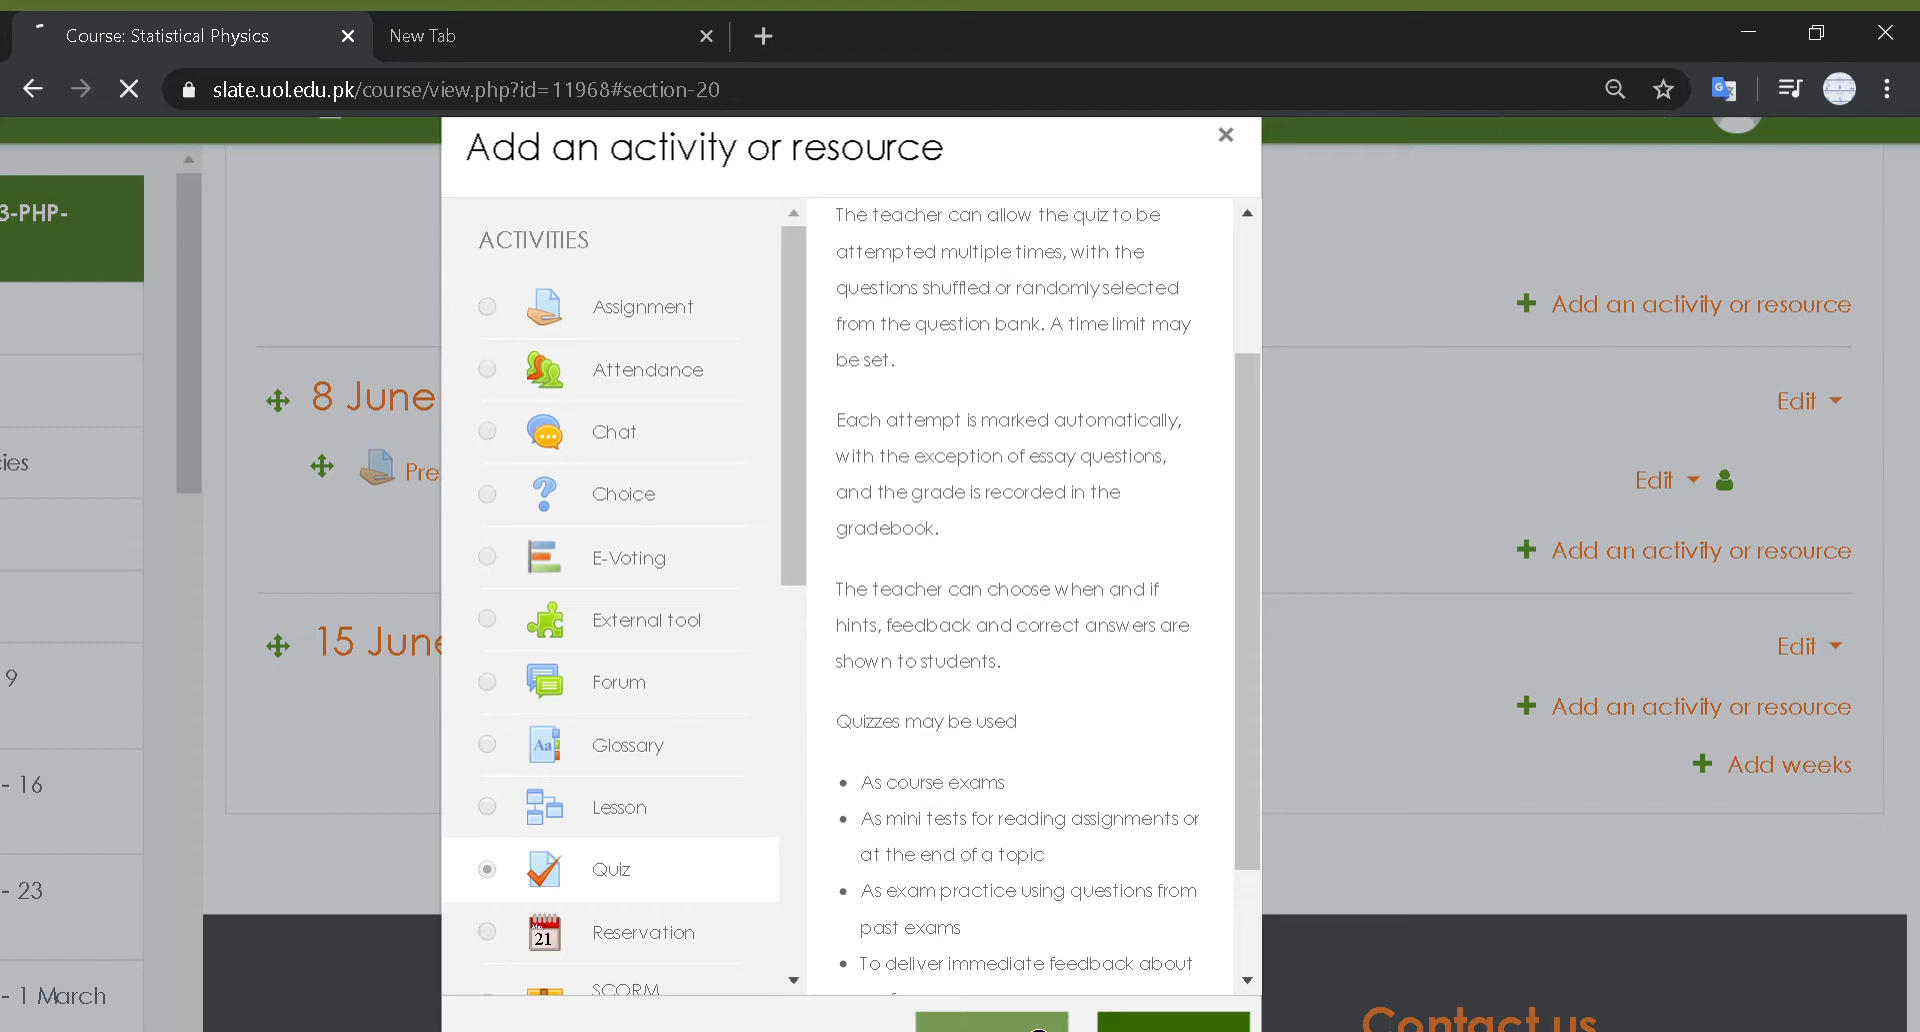 Course: Statistical Physics
New Tab
slate.uol.edu.pk/course/view.php?id=11968#section-20
Add an activity or resource
3-PHP-
ACTIVITIES
Assignment
Attendance
Chat
Choice
E-Voting
External tool
Forum
Glossary
Lesson
Quiz
Reservation
21
SCORM
The teacher can allow the quiz to be
attempted multiple times, with the
questions shuffled or randomly selected
from the question bank. A time limit may
be set.
Each attempt is marked automatically,
with the exception of essay questions,
and the grade is recorded in the
gradebook.
The teacher can choose when and if
hints, feedback and correct answers are
shown to students.
Quizzes may be used
• As course exams
• As mini tests for reading assignments or
at the end of a topic
• As exam practice using questions from
past exams
• To deliver immediate feedback about
Add an activity or resource
8 June
Edit
Pre
Edit
Add an activity or resource
15 June
Edit
Add an activity or resource
Add weeks
cies
9
- 16
- 23
- 1 March
Contact us